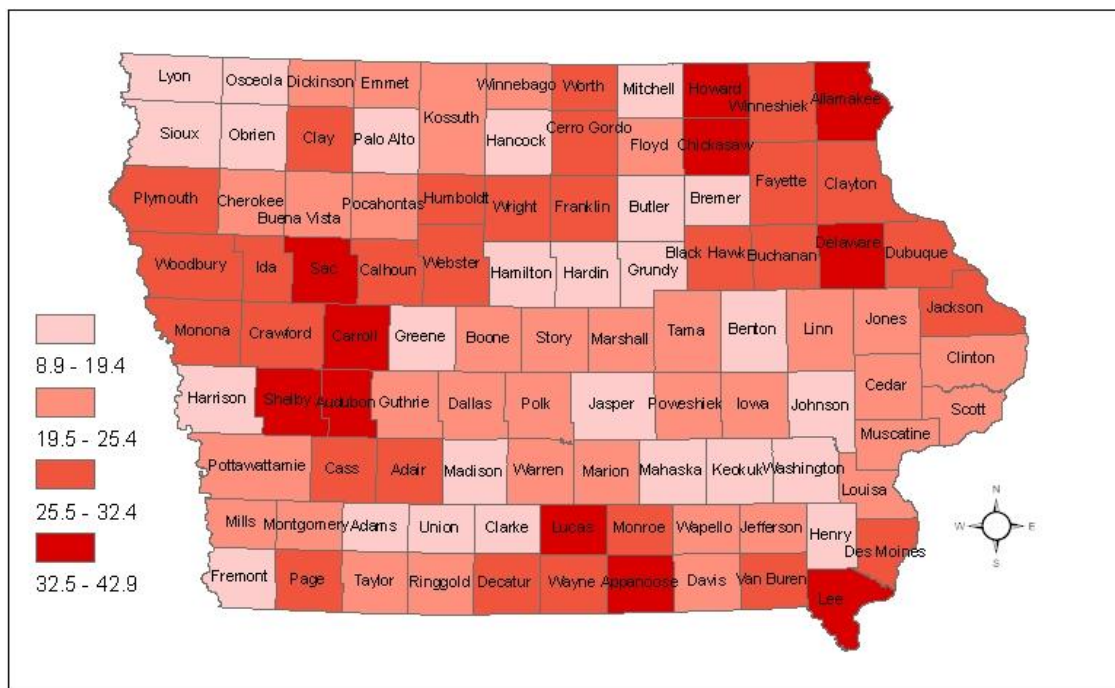 Lyon Osceola Dickinson Emmet Winnebago Worth Mitchell Howard Winneshiek Allamakee
Kossuth
Sioux Obrien Clay Palo Alto Hancock Cerro Gordo Floyd Chickasaw
Plymouth Cherokee Buena Vista Pocahontas Humboldt Wright Franklin Butler Bremer Fayette Clayton
Woodbury Ida Sac Calhoun Webster Hamilton Hardin Grundy Black Hawk Buchanan Delaware Dubuque
Monona Crawford Carroll Greene Boone Story Marshall Tama Benton Linn Jones Jackson
Clinton
8.9 - 19.4
Harrison Shelby Audubon Guthrie Dallas Polk Jasper Poweshiek Iowa Johnson Cedar Scott
19.5 - 25.4
Muscatine
Pottawattamie Cass Adair Madison Warren Marion Mahaska Keokuk Washington Louisa
25.5 - 32.4
Mills Montgomery Adams Union Clarke Lucas Monroe Wapello Jefferson Henry Des Moines
32.5 - 42.9
Fremont Page Taylor Ringgold Decatur Wayne Appanoose Davis Van Buren Lee
N
W E
S